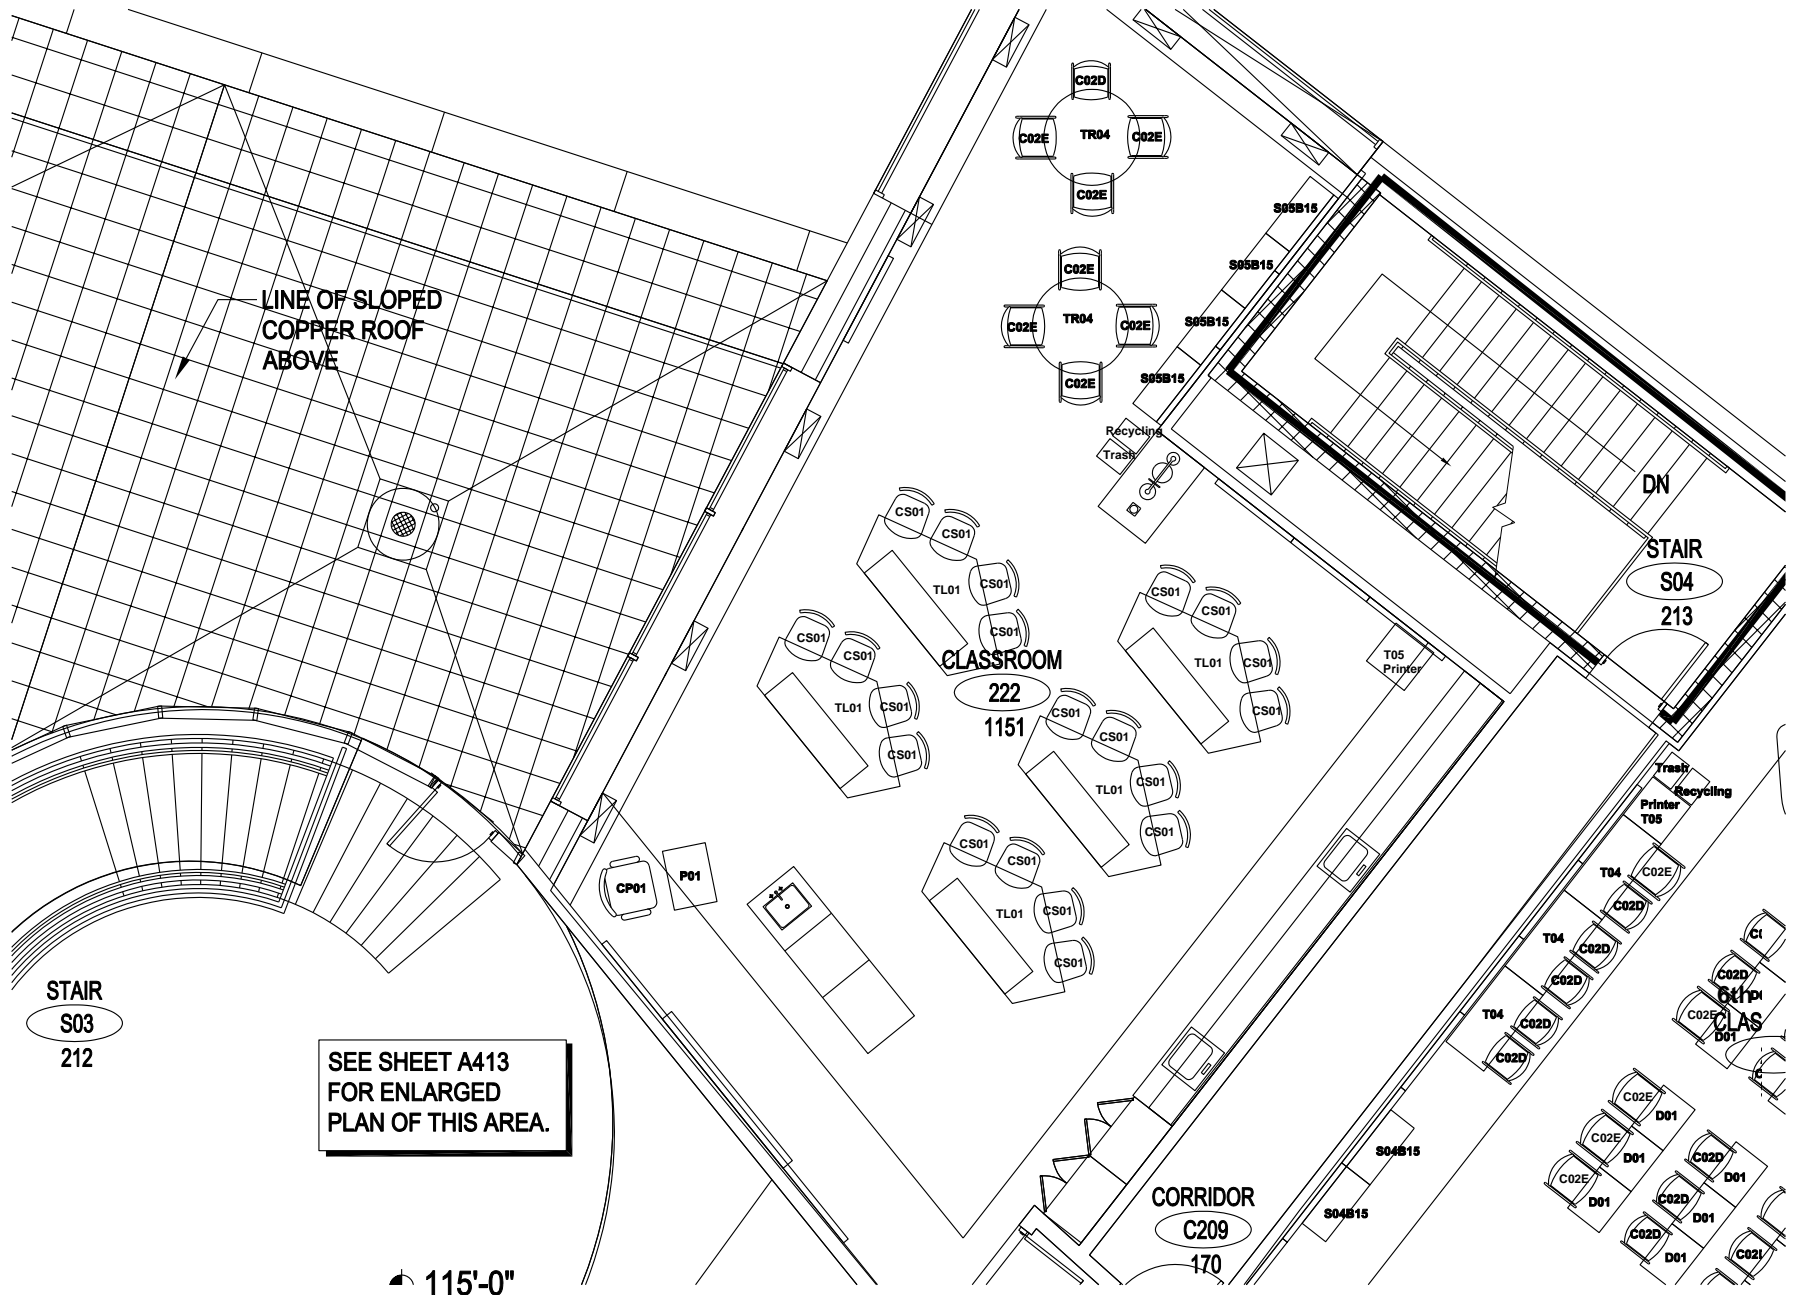 C02D
C02E
TR04
C02E
C02E
S05B15
C02E
S05B15
LINE OF SLOPED
COPPER ROOF
ABOVE
C02E
TR04
C02E
S05B15
C02E
S05B15
Recycling
Trash
DN
CS01
CS01
STAIR
S04
213
TL01
CS01
CS01
CS01
CS01
TL01
CS01
CS01
CS01
CS01
TL01
CS01
CS01
CLASSROOM
222
1151
T05
Printer
CS01
CS01
TL01
CS01
CS01
Trash
Recycling
Printer
T05
CS01
CS01
TL01
CS01
CS01
CP01
P01
T04
C02E
C02D
T04
C02D
C02D
T04
C02D
C02D
C02D
C02E
D01
6th
CLAS
STAIR
S03
212
SEE SHEET A413
FOR ENLARGED
PLAN OF THIS AREA.
C02E
D01
C02E
D01
C02E
D01
C02D
D01
C02D
D01
C02D
D01
S04B15
S04B15
CORRIDOR
C209
170
115'-0"